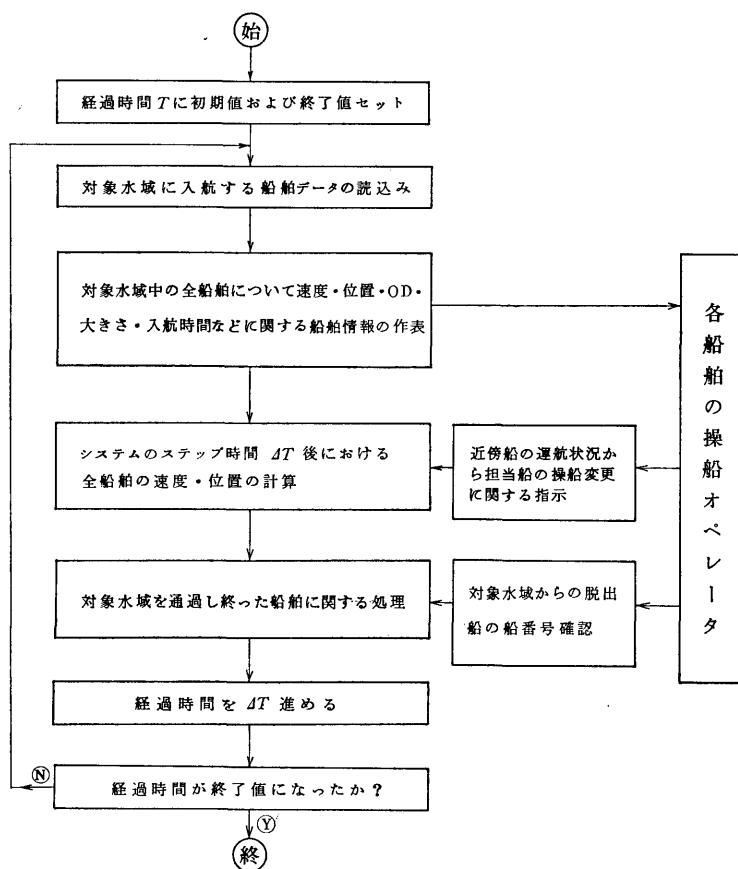 始
経過時間Tに初期値および終了値セット
対象水域に入航する船舶データの読込み
対象水域中の全船舶について速度・位置・OD・
大きさ・入航時間などに関する船舶情報の作表
システムのステップ時間 ΔT 後における
全船舶の速度・位置の計算
近傍船の運航状況か
ら担当船の操船変更
に関する指示
対象水域を通過し終った船舶に関する処理
対象水域からの脱出
船の船番号確認
各船舶の操船オペレータ
経過時間を ΔT 進める
経過時間が終了値になったか？
Ⓝ
Ⓨ
終